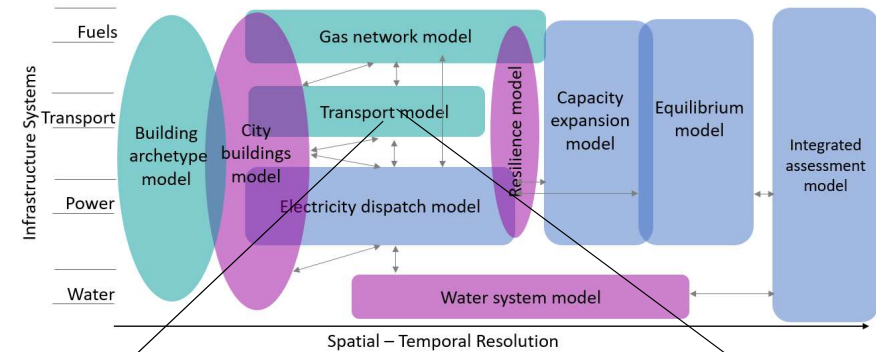 Infrastructure Systems
Fuels
Transport
Power
Water
Building
archetype
model
City
buildings
model
Gas network model
Transport model
Electricity dispatch model
Water system model
Resilience model
Capacity
expansion
model
Equilibrium
model
Integrated
assessment
model
Spatial – Temporal Resolution